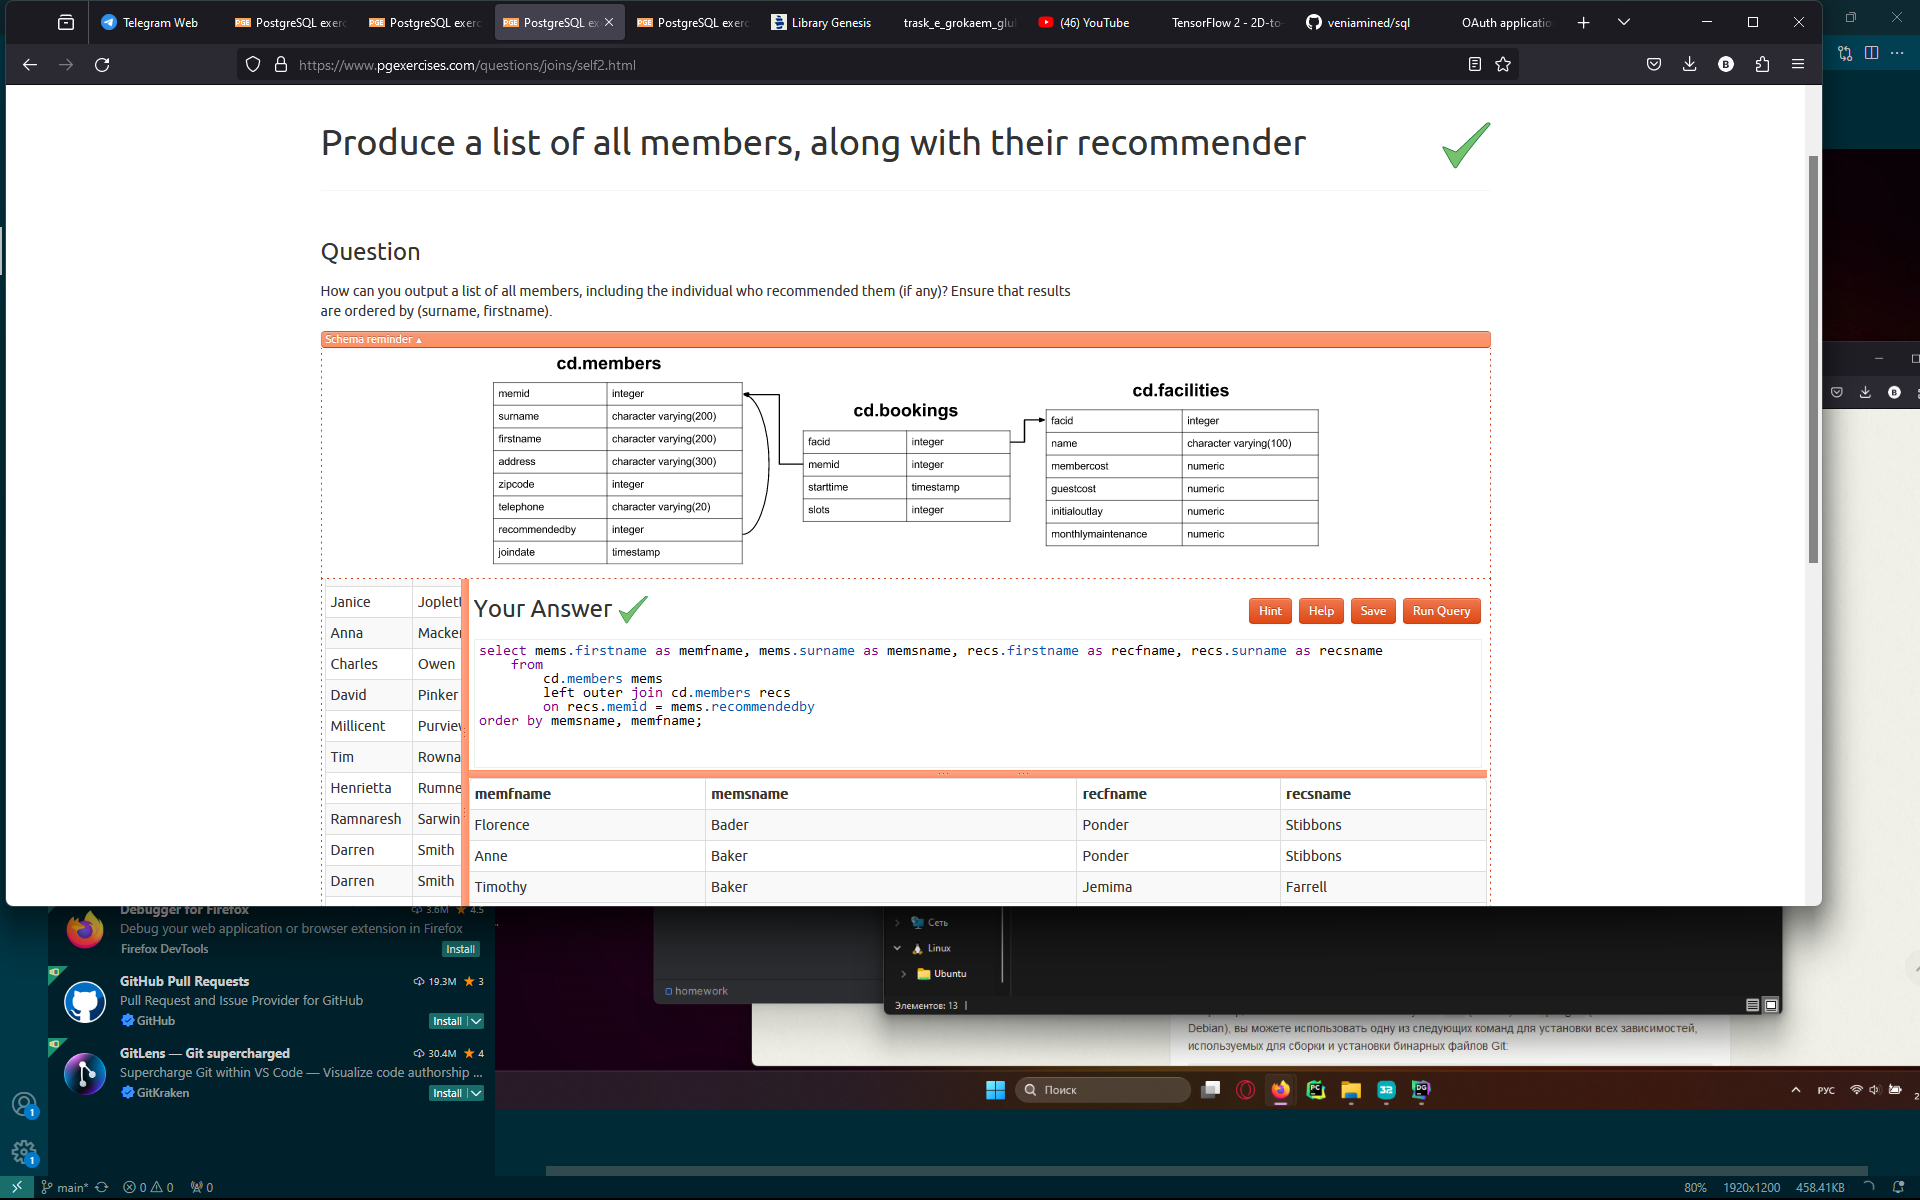 Telegram Web
PostgreSQL exerc
PostgreSQL exerc
PostgreSQL ex
PostgreSQL exerc
Library Genesis
trask_e_grokaem_glul
(46) YouTube
TensorFlow 2 - 2D-to-
veniamined/sql
OAuth application
https://www.pgexercises.com/questions/joins/self2.html
Produce a list of all members, along with their recommender
Question
How can you output a list of all members, including the individual who recommended them (if any)? Ensure that results
are ordered by (surname, firstname).
Schema reminder ▴
cd.members
memid integer
surname character varying(200)
firstname character varying(200)
address character varying(300)
zipcode integer
telephone character varying(20)
recommendedby integer
joindate timestamp
cd.bookings
facid integer
memid integer
starttime timestamp
slots integer
cd.facilities
facid integer
name character varying(100)
membercost numeric
guestcost numeric
initialoutlay numeric
monthlymaintenance numeric
Janice Joplett
Anna Macken
Charles Owen
David Pinker
Millicent Purview
Tim Rowna
Henrietta Rumne
Ramnaresh Sarwin
Darren Smith
Darren Smith
Your Answer
Hint
Help
Save
Run Query
select mems.firstname as memfname, mems.surname as memsname, recs.firstname as recfname, recs.surname as recsname
from
cd.members mems
left outer join cd.members recs
on recs.memid = mems.recommendedby
order by memsname, memfname;
memfname memsname recfname recsname
Florence Bader Ponder Stibbons
Anne Baker Ponder Stibbons
Timothy Baker Jemima Farrell
Debugger for Firefox 3.6M 4.5
Debug your web application or browser extension in Firefox
Firefox DevTools Install
GitHub Pull Requests 19.3M 3
Pull Request and Issue Provider for GitHub
GitHub Install
GitLens — Git supercharged 30.4M 4
Supercharge Git within VS Code — Visualize code authorship ...
GitKraken Install
homework
Сеть
Linux
Ubuntu
Элементов: 13
Debian), вы можете использовать одну из следующих команд для установки всех зависимостей,
используемых для сборки и установки бинарных файлов Git:
Поиск
РУС
1
1
main* 0 0 0
80% 1920x1200 458.41KB